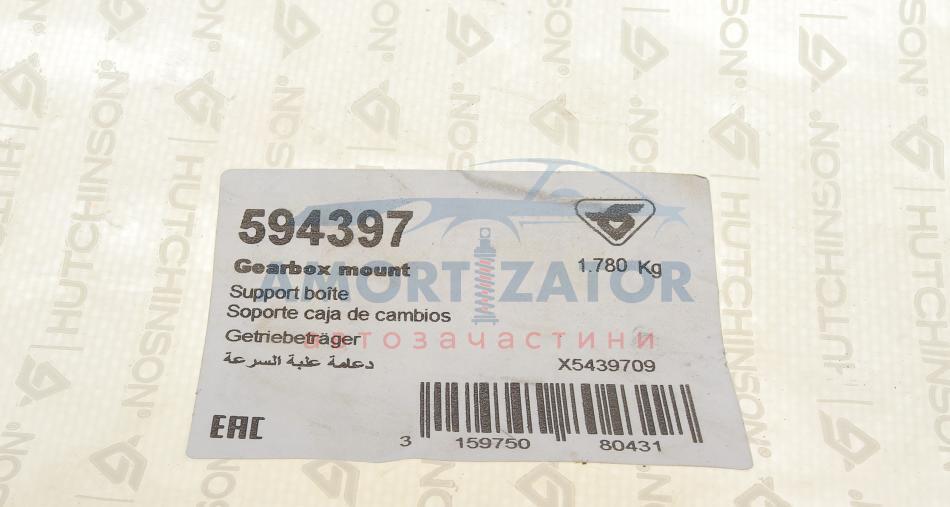 594397
Gearbox mount
1.780 Kg
Support boîte
Soporte caja de cambios
Getriebeträger
دعامة علبة السرعة
X5439709
EAC
3 159750 80431
AMORTIZATOR
автозапчастини
HUTCHINSON®